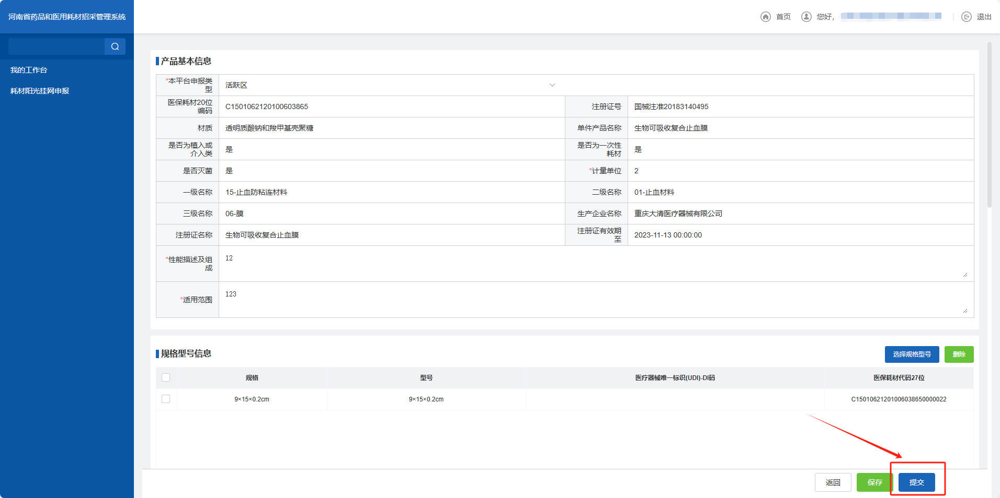 河南省药品和医用耗材招采管理系统
首页
您好,
退出
我的工作台
耗材阳光挂网申报
产品基本信息
*本平台申报类
型
活跃区
医保耗材20位
编码
C1501062120100603865
注册证号
国械注准20183140495
材质
透明质酸钠和羧甲基壳聚糖
单件产品名称
生物可吸收复合止血膜
是否为植入或
介入类
是
是否为一次性
耗材
是
是否灭菌
是
*计量单位
2
一级名称
15-止血防粘连材料
二级名称
01-止血材料
三级名称
06-膜
生产企业名称
重庆大清医疗器械有限公司
注册证名称
生物可吸收复合止血膜
注册证有效期
至
2023-11-13 00:00:00
*性能描述及组
成
12
*适用范围
123
规格型号信息
选择规格型号
删除
规格
型号
医疗器械唯一标识(UDI)-DI码
医保耗材代码27位
9×15×0.2cm
9×15×0.2cm
C15010621201006038650000022
返回
保存
提交